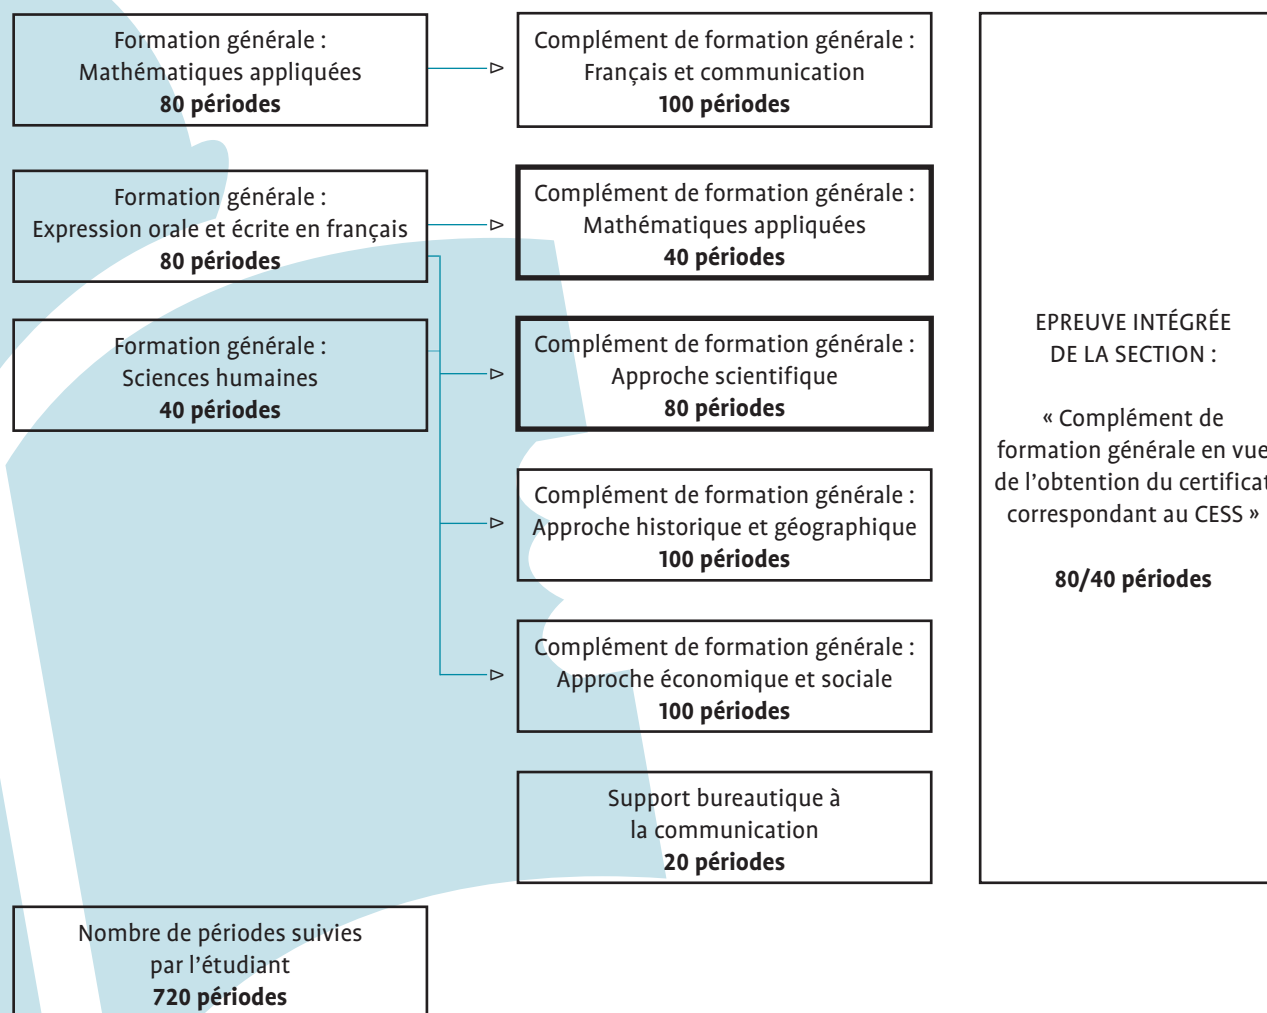 Formation générale :
Mathématiques appliquées
80 périodes
Complément de formation générale :
Français et communication
100 périodes
Formation générale :
Expression orale et écrite en français
80 périodes
Complément de formation générale :
Mathématiques appliquées
40 périodes
Formation générale :
Sciences humaines
40 périodes
Complément de formation générale :
Approche scientifique
80 périodes
Complément de formation générale :
Approche historique et géographique
100 périodes
Complément de formation générale :
Approche économique et sociale
100 périodes
Support bureautique à
la communication
20 périodes
EPREUVE INTÉGRÉE
DE LA SECTION :
« Complément de
formation générale en vue
de l'obtention du certificat
correspondant au CESS »
80/40 périodes
Nombre de périodes suivies
par l'étudiant
720 périodes